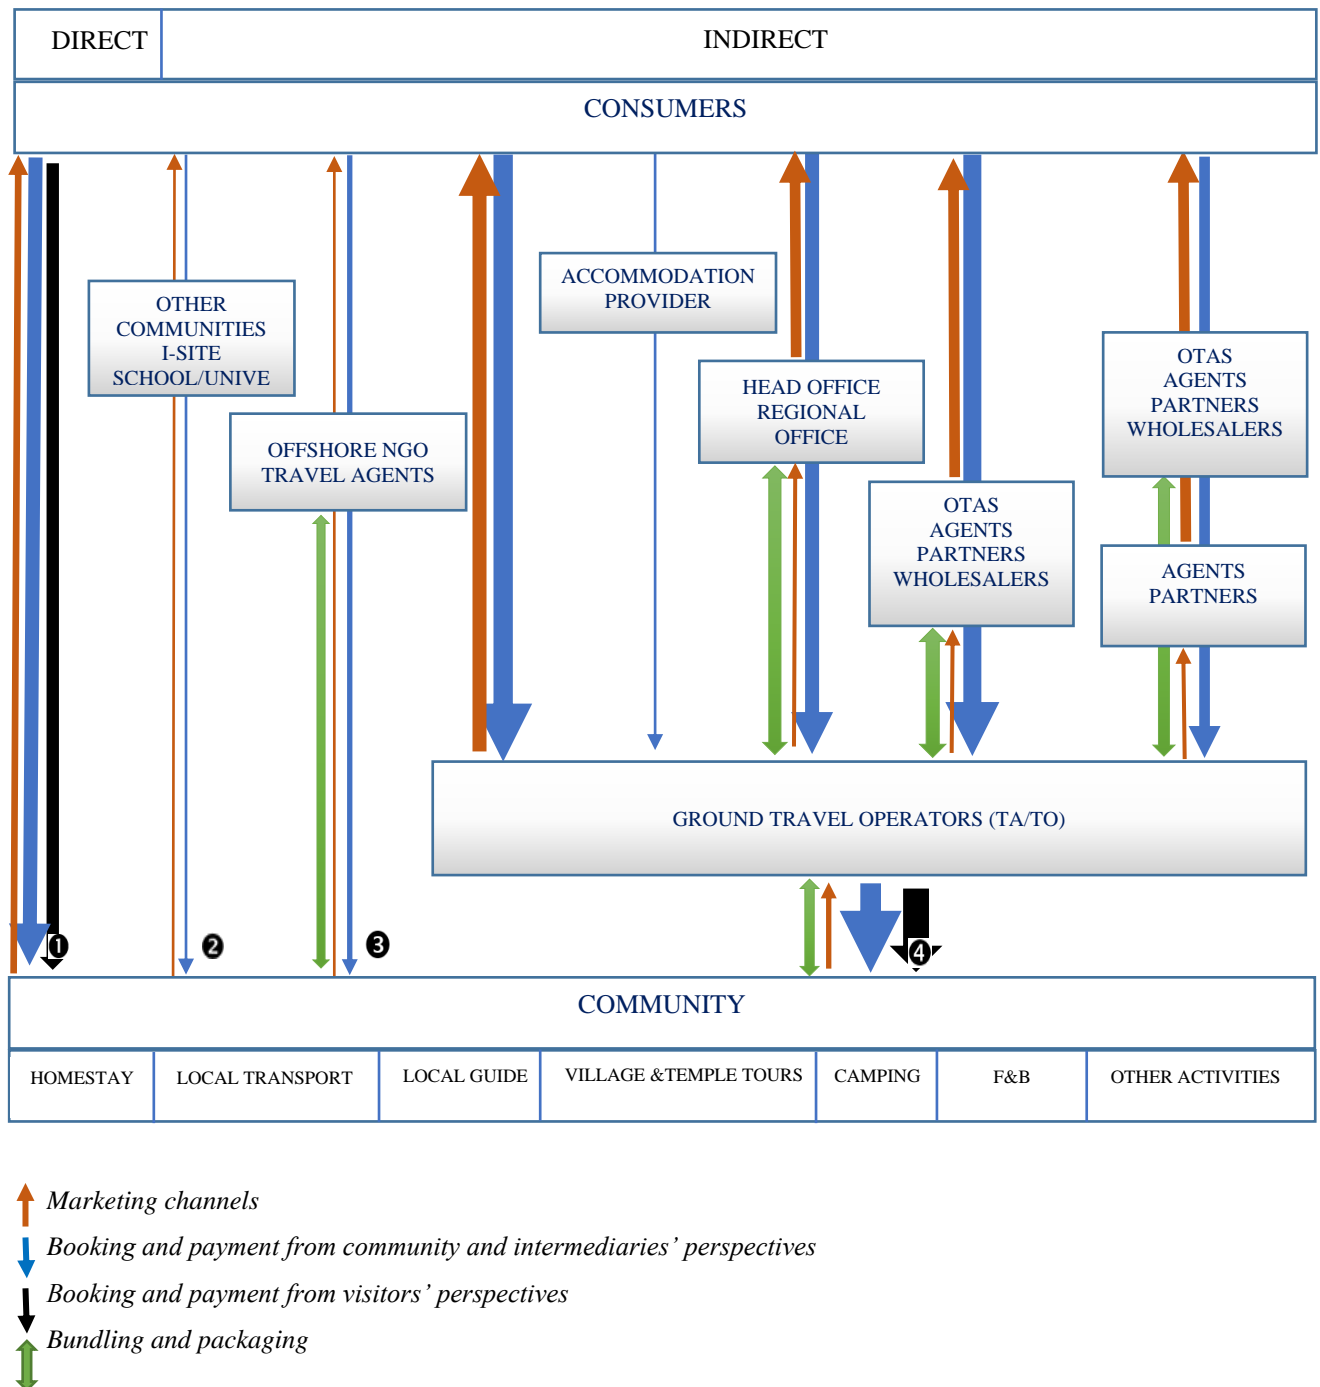 DIRECT
INDIRECT
CONSUMERS
OTHER
COMMUNITIES
I-SITE
SCHOOL/UNIVE
OFFSHORE NGO
TRAVEL AGENTS
ACCOMMODATION
PROVIDER
HEAD OFFICE
REGIONAL
OFFICE
OTAS
AGENTS
PARTNERS
WHOLESALERS
OTAS
AGENTS
PARTNERS
WHOLESALERS
AGENTS
PARTNERS
GROUND TRAVEL OPERATORS (TA/TO)
❶
❷
❸
❹
COMMUNITY
HOMESTAY
LOCAL TRANSPORT
LOCAL GUIDE
VILLAGE &TEMPLE TOURS
CAMPING
F&B
OTHER ACTIVITIES
Marketing channels
Booking and payment from community and intermediaries’ perspectives
Booking and payment from visitors’ perspectives
Bundling and packaging